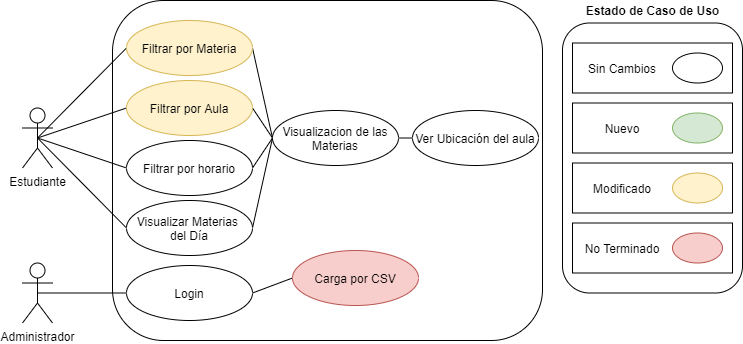 Estado de Caso de Uso
Filtrar por Materia
Filtrar por Aula
Filtrar por horario
Visualizar Materias
del Día
Visualizacion de las
Materias
Ver Ubicación del aula
Estudiante
Login
Carga por CSV
Administrador
Sin Cambios
Nuevo
Modificado
No Terminado